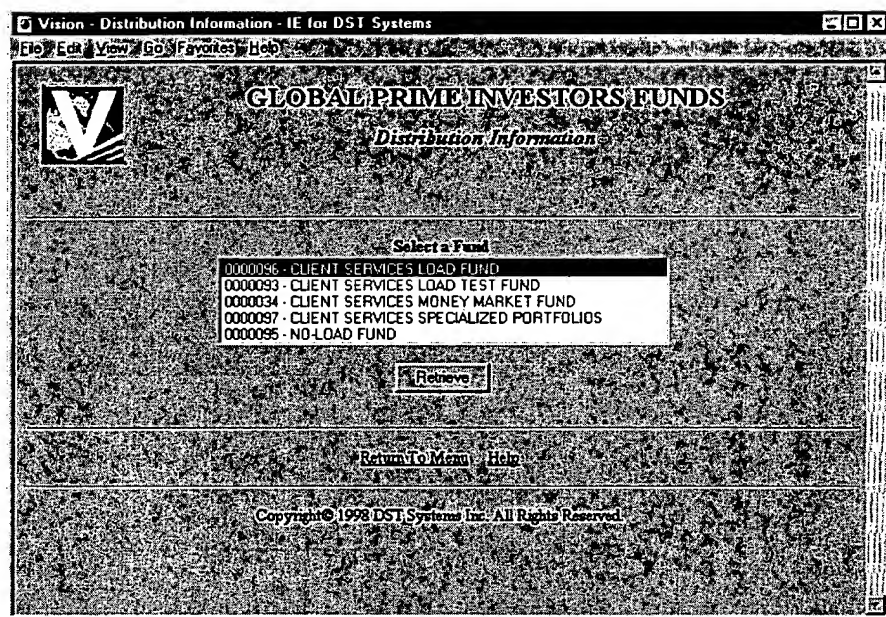 Vision - Distribution Information - IE for DST Systems
File Edit View Go Favorites Help
V
GLOBAL PRIME INVESTORS FUNDS
Distribution Information
Select a Fund
0000096 - CLIENT SERVICES LOAD FUND
0000093 - CLIENT SERVICES LOAD TEST FUND
0000034 - CLIENT SERVICES MONEY MARKET FUND
0000097 - CLIENT SERVICES SPECIALIZED PORTFOLIOS
0000095 - NO-LOAD FUND
Retrieve
Return To Menu Help
Copyright© 1998 DST Systems Inc. All Rights Reserved.